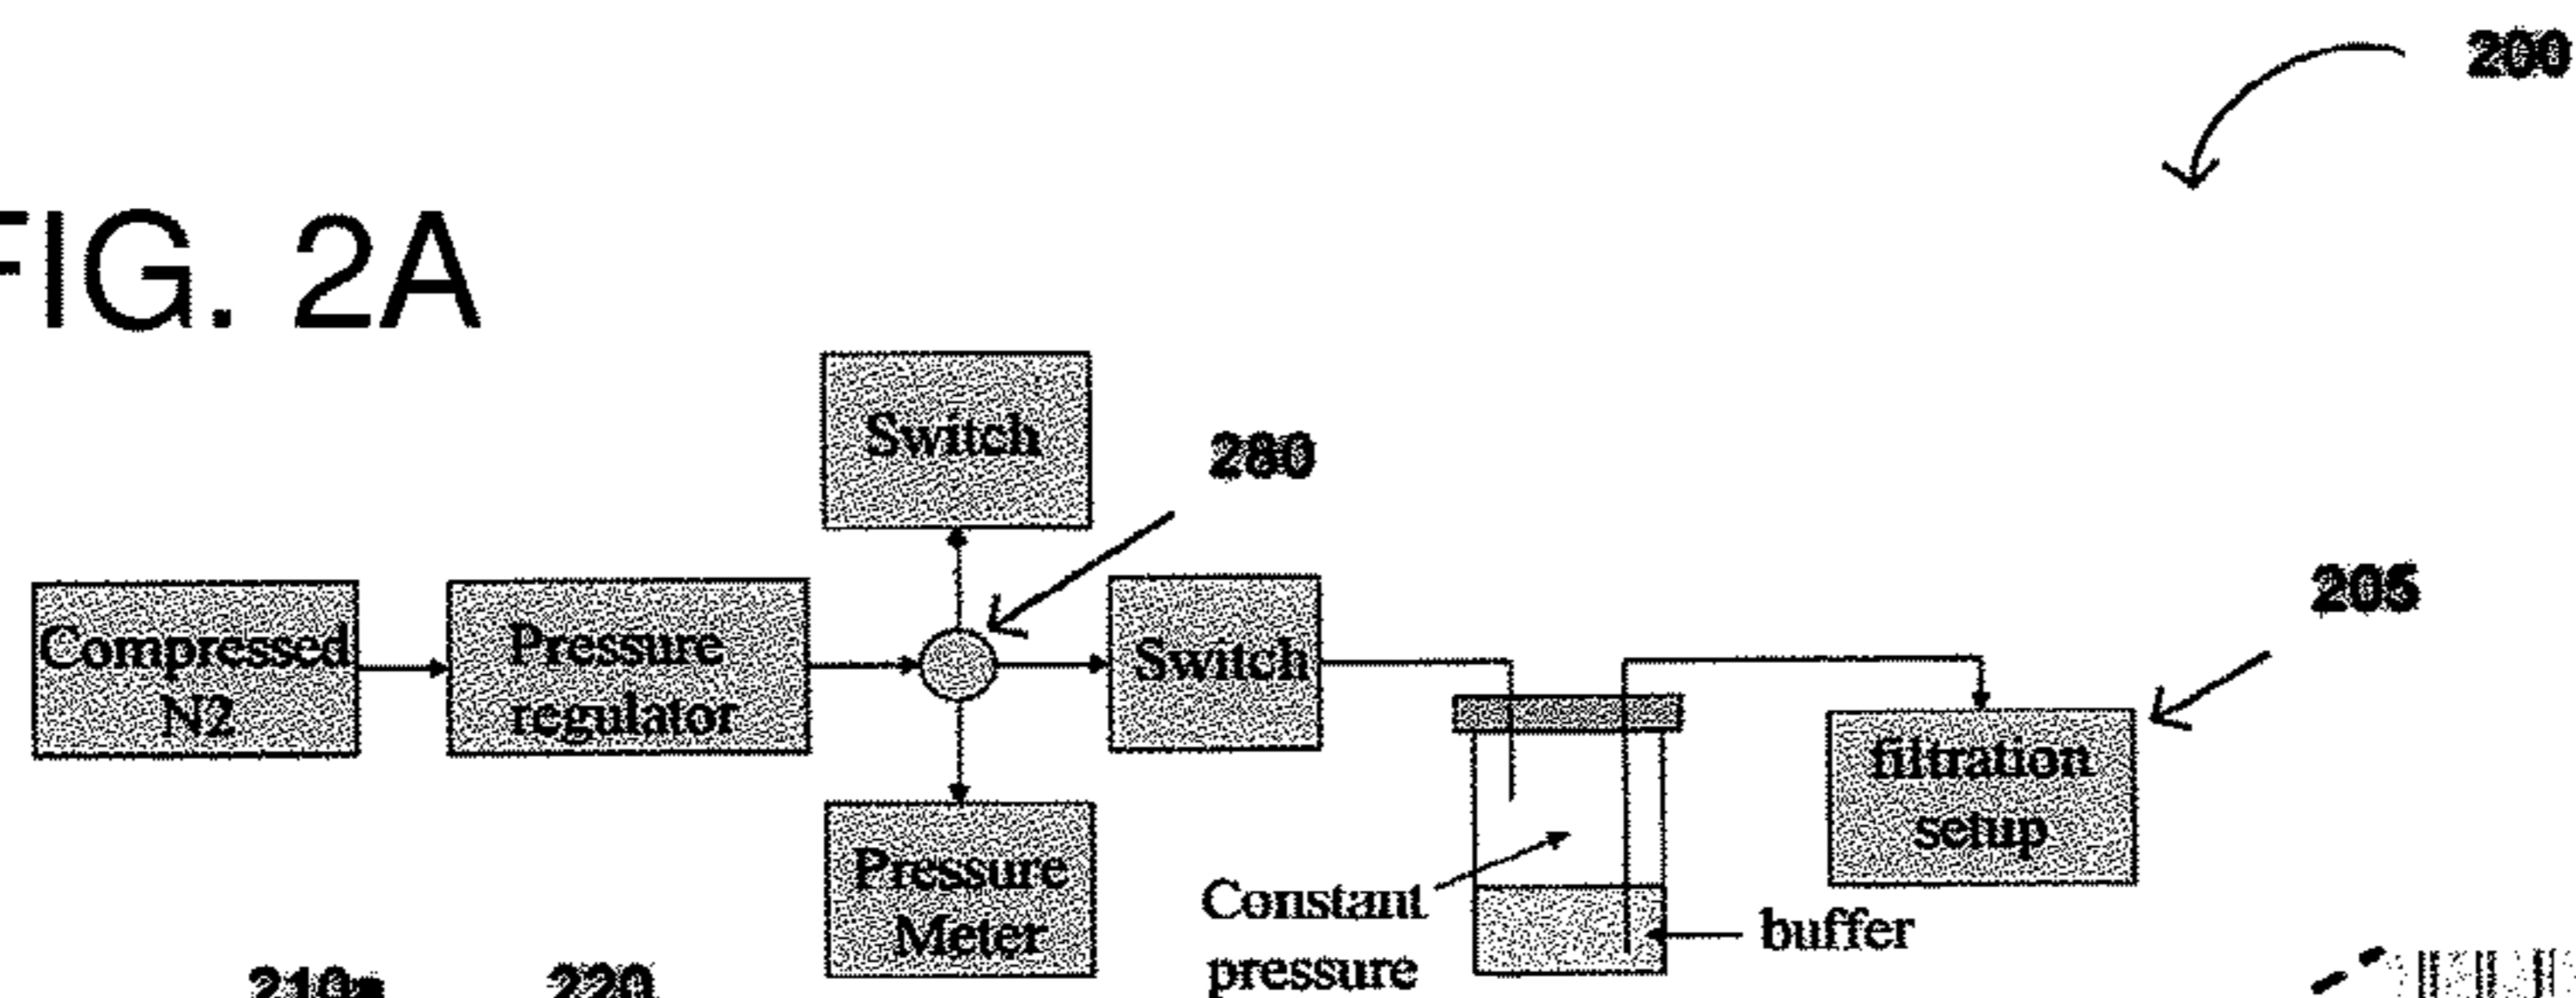 200
FIG. 2A
Switch
280
205
Compressed
N2
Pressure
regulator
Switch
filtration
setup
Pressure
Meter
Constant
pressure
buffer
210a
220